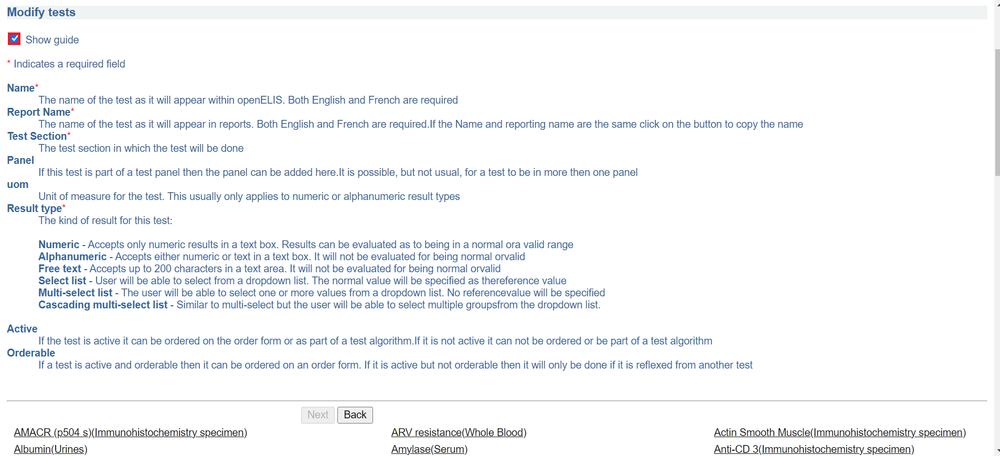 Modify tests
Show guide
* Indicates a required field
Name*
The name of the test as it will appear within openELIS. Both English and French are required
Report Name*
The name of the test as it will appear in reports. Both English and French are required.If the Name and reporting name are the same click on the button to copy the name
Test Section*
The test section in which the test will be done
Panel
If this test is part of a test panel then the panel can be added here.It is possible, but not usual, for a test to be in more then one panel
uom
Unit of measure for the test. This usually only applies to numeric or alphanumeric result types
Result type*
The kind of result for this test:
Numeric - Accepts only numeric results in a text box. Results can be evaluated as to being in a normal ora valid range
Alphanumeric - Accepts either numeric or text in a text box. It will not be evaluated for being normal orvalid
Free text - Accepts up to 200 characters in a text area. It will not be evaluated for being normal orvalid
Select list - User will be able to select from a dropdown list. The normal value will be specified as thereference value
Multi-select list - The user will be able to select one or more values from a dropdown list. No referencevalue will be specified
Cascading multi-select list - Similar to multi-select but the user will be able to select multiple groupsfrom the dropdown list.
Active
If the test is active it can be ordered on the order form or as part of a test algorithm.If it is not active it can not be ordered or be part of a test algorithm
Orderable
If a test is active and orderable then it can be ordered on an order form. If it is active but not orderable then it will only be done if it is reflexed from another test
Next Back
AMACR (p504 s)(Immunohistochemistry specimen) ARV resistance(Whole Blood) Actin Smooth Muscle(Immunohistochemistry specimen)
Albumin(Urines) Amylase(Serum) Anti-CD 3(Immunohistochemistry specimen)